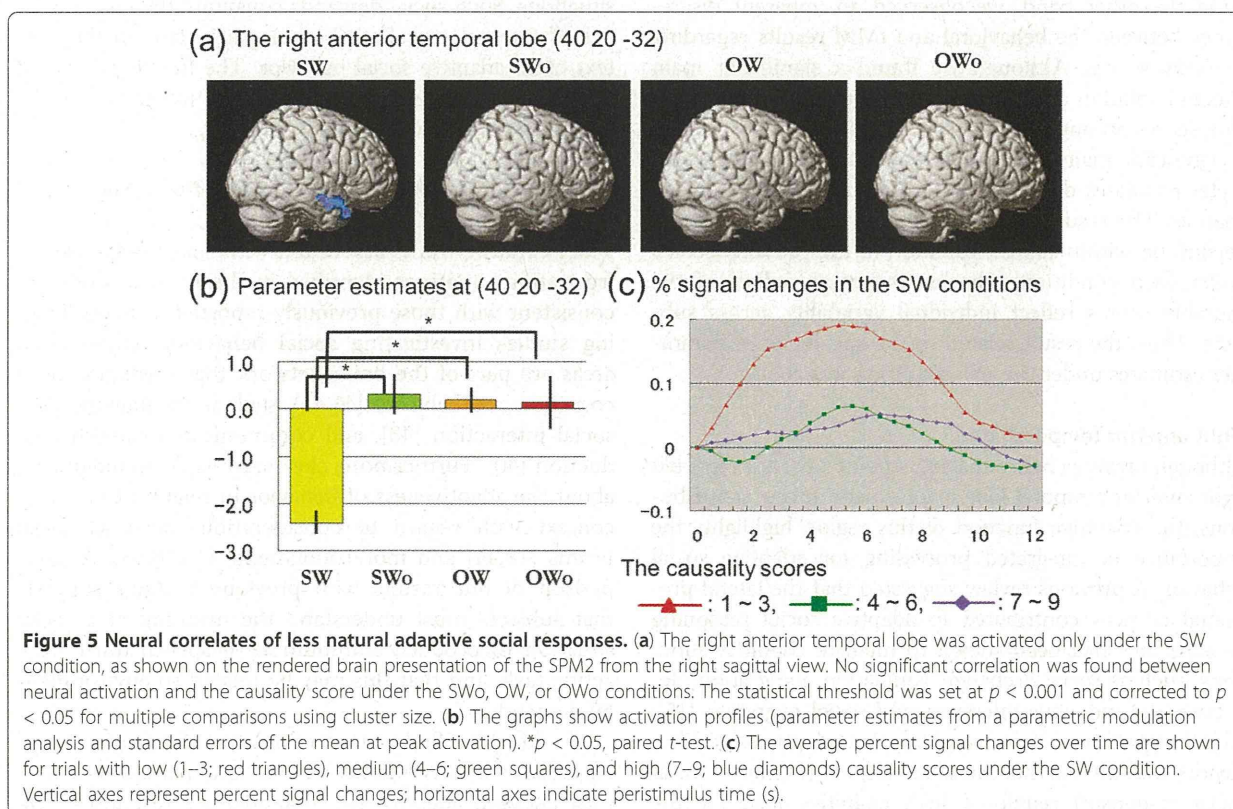 (a) The right anterior temporal lobe (40 20 -32)
SW SWo OW OWo
(b) Parameter estimates at (40 20 -32)
(c) % signal changes in the SW conditions
* * *
1.0
0.0
-1.0
-2.0
-3.0
SW SWo OW OWo
0.2
0.1
0
-0.1
0 2 4 6 8 10 12
The causality scores
: 1 ~ 3, : 4 ~ 6, : 7 ~ 9
Figure 5 Neural correlates of less natural adaptive social responses. (a) The right anterior temporal lobe was activated only under the SW
condition, as shown on the rendered brain presentation of the SPM2 from the right sagittal view. No significant correlation was found between
neural activation and the causality score under the SWo, OW, or OWo conditions. The statistical threshold was set at p < 0.001 and corrected to p
< 0.05 for multiple comparisons using cluster size. (b) The graphs show activation profiles (parameter estimates from a parametric modulation
analysis and standard errors of the mean at peak activation). *p < 0.05, paired t-test. (c) The average percent signal changes over time are shown
for trials with low (1–3; red triangles), medium (4–6; green squares), and high (7–9; blue diamonds) causality scores under the SW condition.
Vertical axes represent percent signal changes; horizontal axes indicate peristimulus time (s).